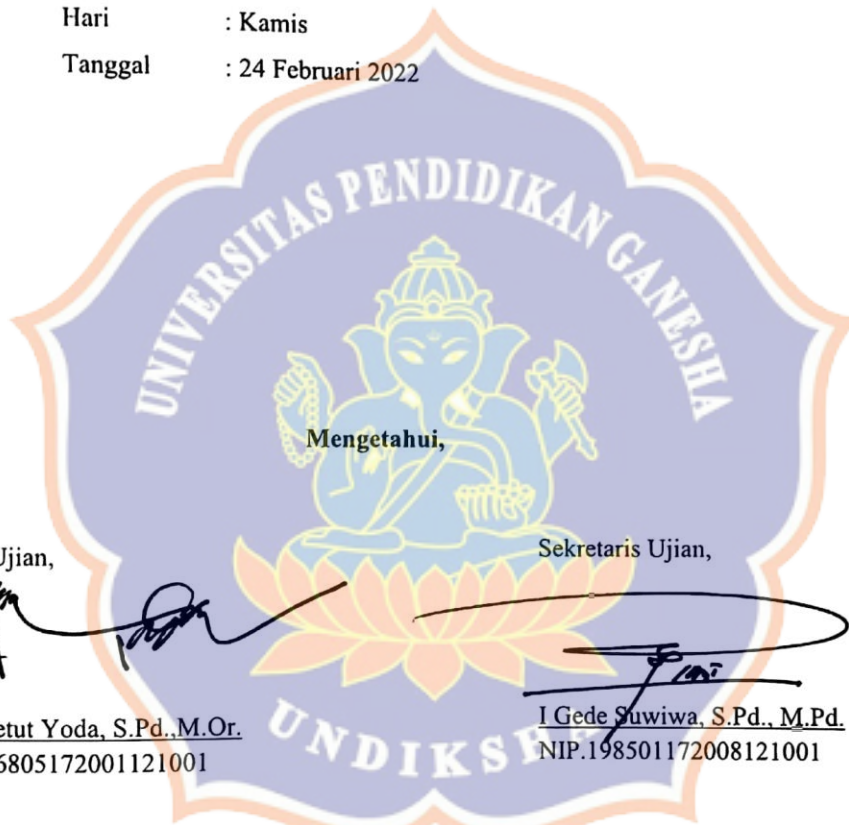 Hari : Kamis
Tanggal : 24 Februari 2022
UNIVERSITAS PENDIDIKAN GANESHA
Mengetahui,
Ujian,
Sekretaris Ujian,
etut Yoda, S.Pd.,M.Or.
6805172001121001
I Gede Suwiwa, S.Pd., M.Pd.
NIP.198501172008121001
UNDIKSHA